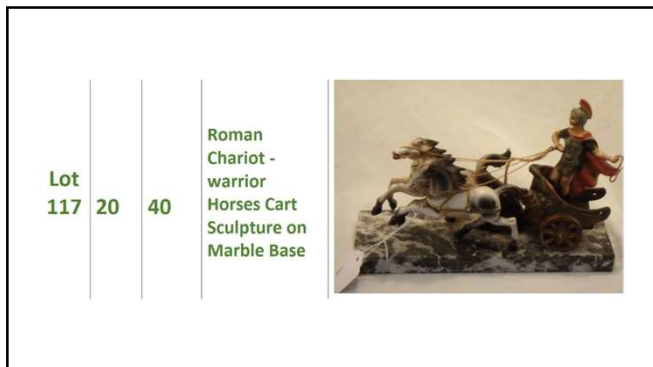 Lot
117
20
40
Roman
Chariot -
warrior
Horses Cart
Sculpture on
Marble Base